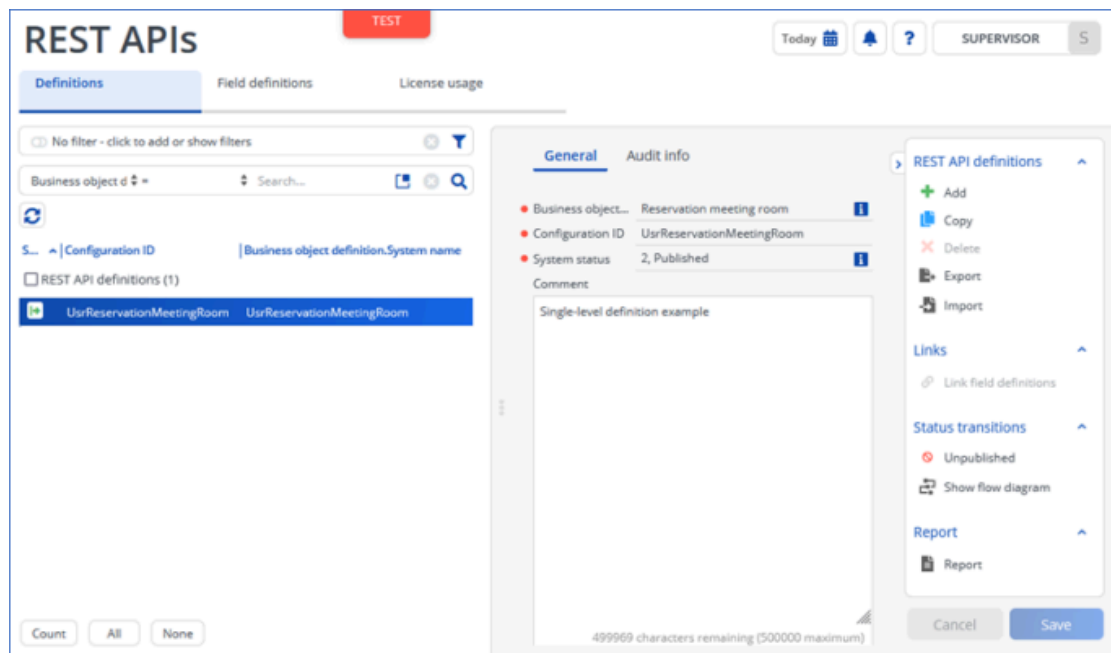 REST APIs
TEST
Today
?
SUPERVISOR
S
Definitions
Field definitions
License usage
No filter - click to add or show filters
Business object d =
Search...
S... Configuration ID Business object definition.System name
REST API definitions (1)
UsrReservationMeetingRoom UsrReservationMeetingRoom
Count
All
None
General
Audit info
Business object... Reservation meeting room
Configuration ID UsrReservationMeetingRoom
System status 2, Published
Comment
Single-level definition example
499969 characters remaining (500000 maximum)
REST API definitions
Add
Copy
Delete
Export
Import
Links
Link field definitions
Status transitions
Unpublished
Show flow diagram
Report
Report
Cancel
Save